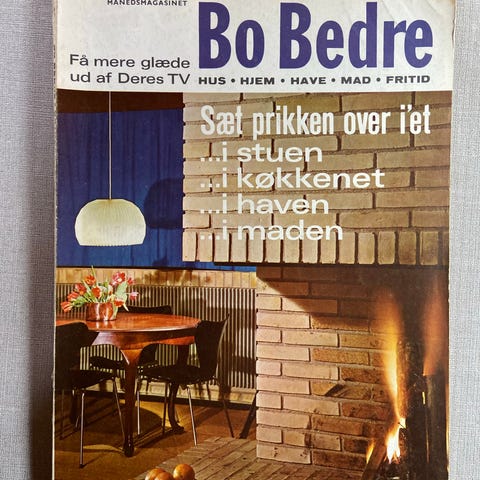 MÅNEDSMAGASINET
Bo Bedre
Få mere glæde
ud af Deres TV
HUS • HJEM • HAVE • MAD • FRITID
Sæt prikken over i'et
...i stuen
...i køkkenet
...i haven
...i maden